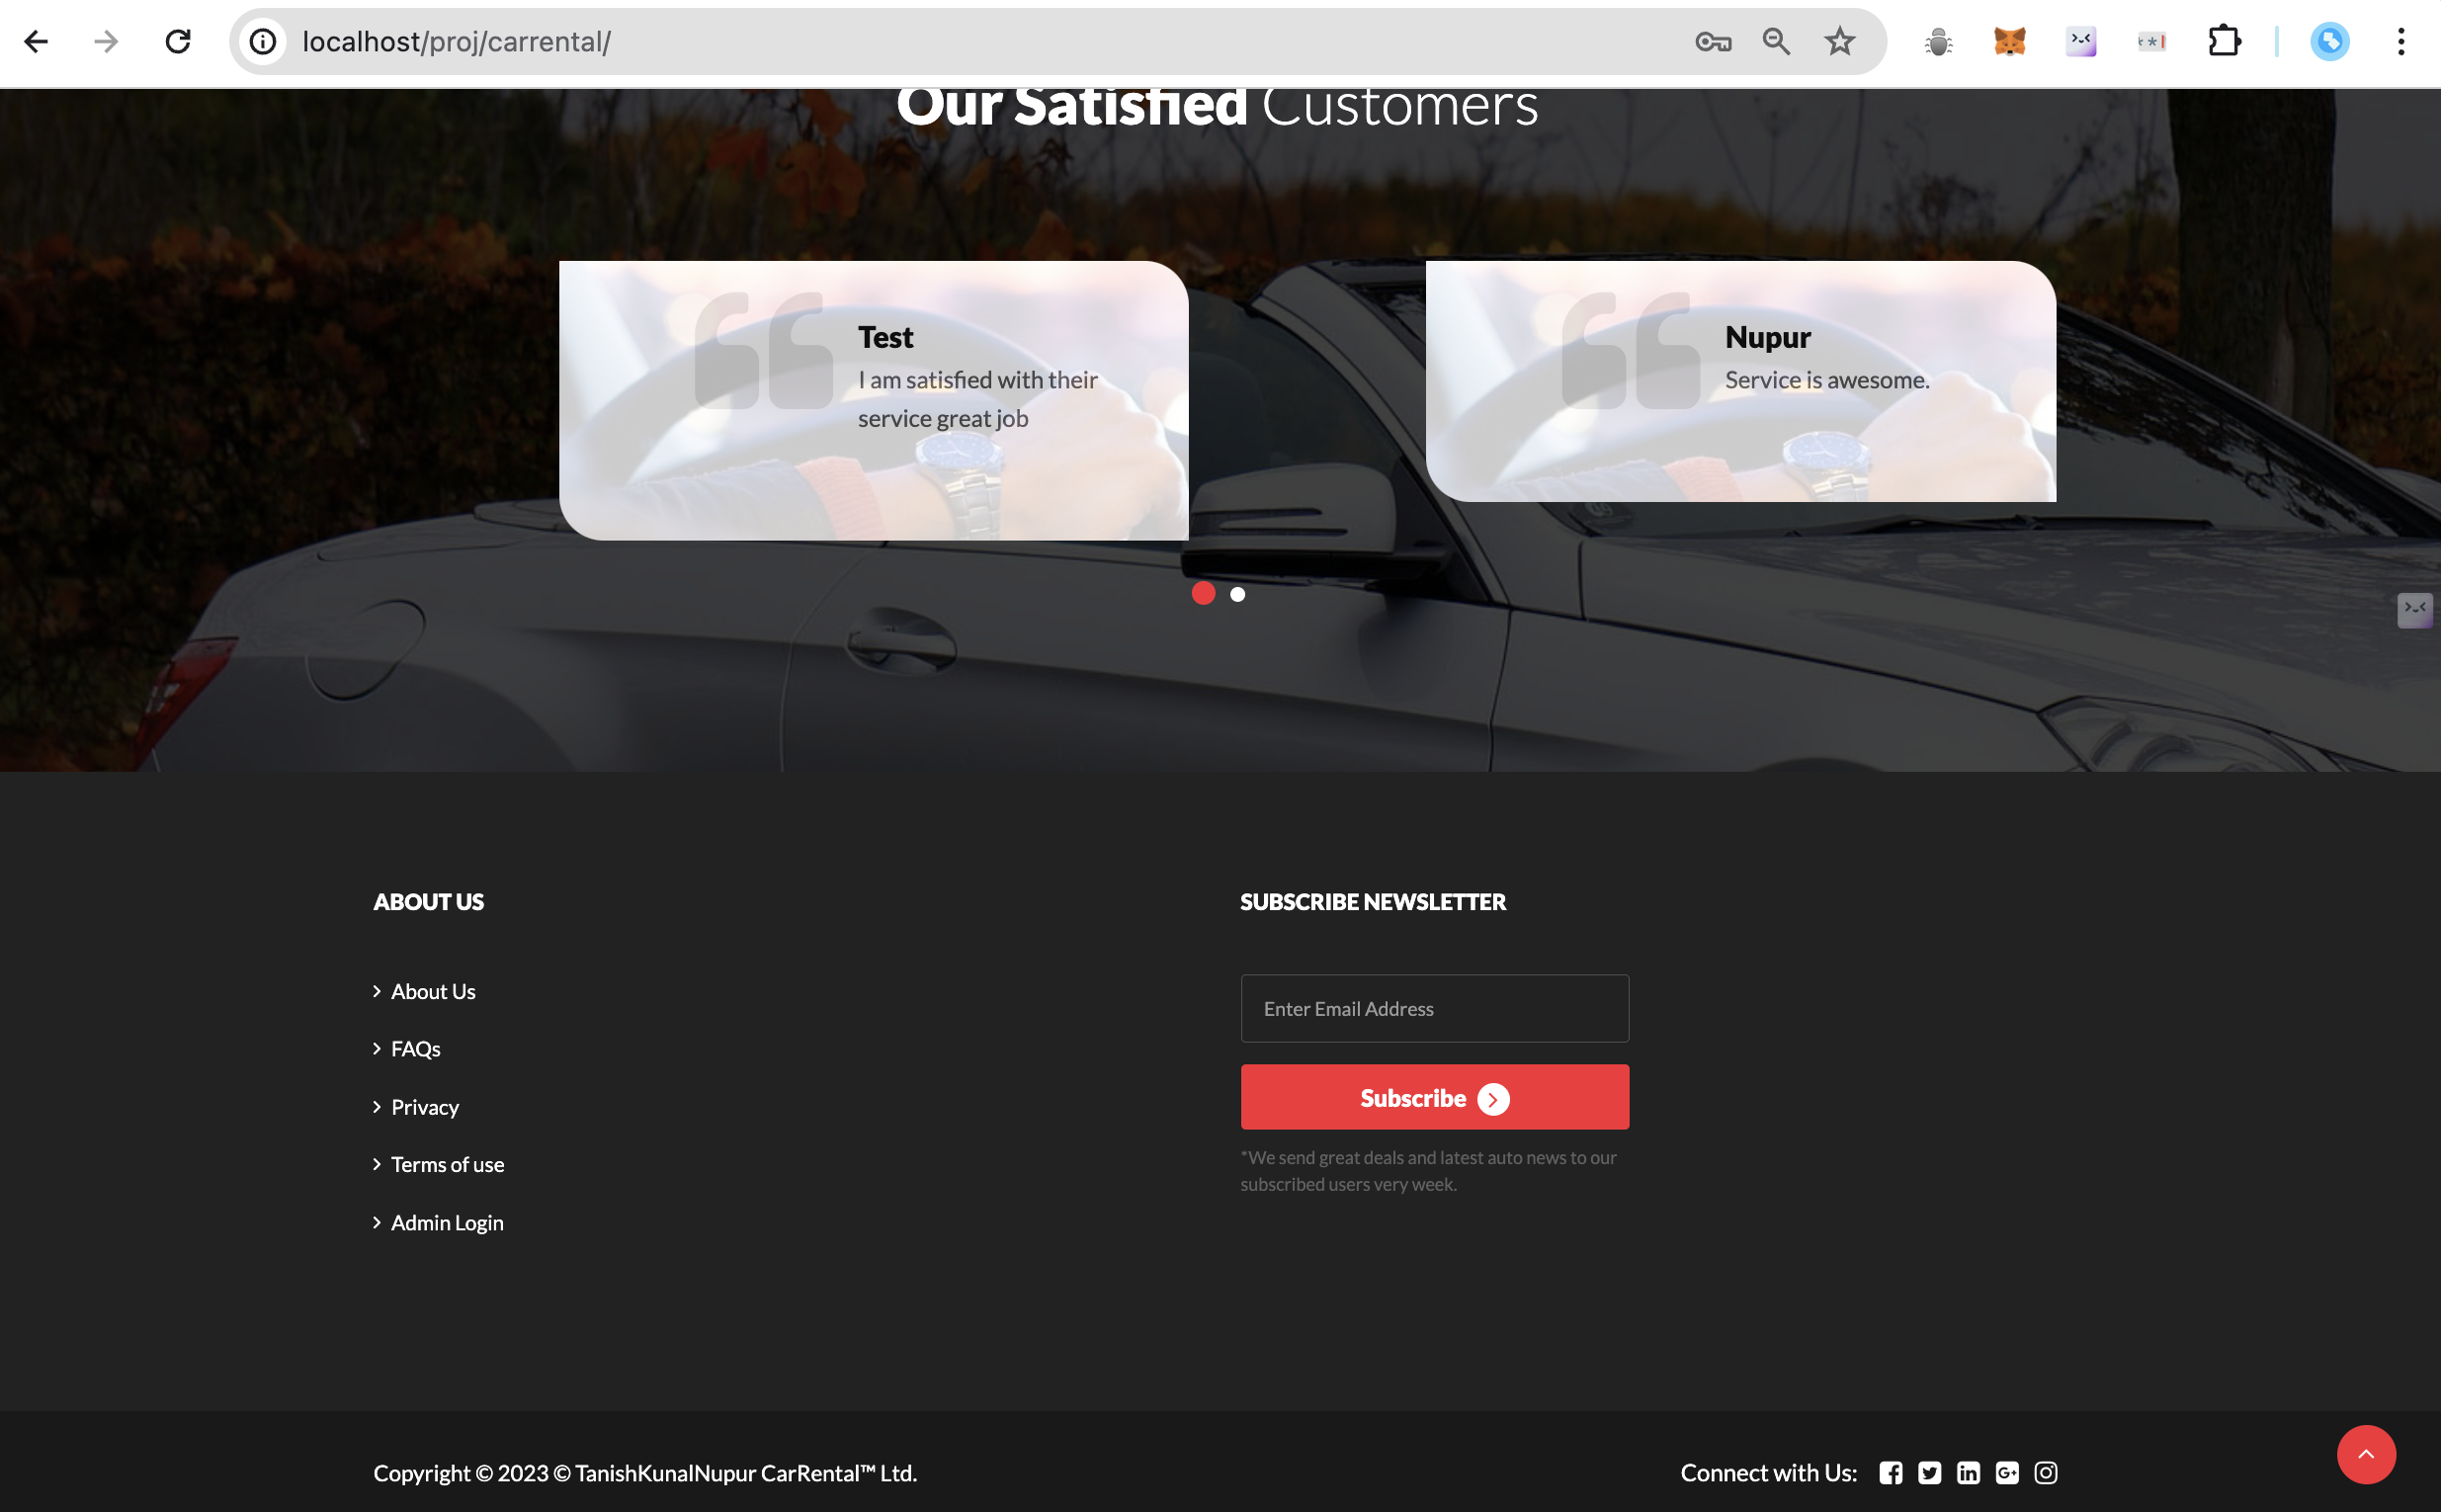 localhost/proj/carrental/
Our Satisfied Customers
Test
I am satisfied with their
service great job
Nupur
Service is awesome.
ABOUT US
About Us
FAQs
Privacy
Terms of use
Admin Login
SUBSCRIBE NEWSLETTER
Enter Email Address
Subscribe
*We send great deals and latest auto news to our
subscribed users very week.
Copyright © 2023 © TanishKunalNupur CarRental™ Ltd.
Connect with Us: